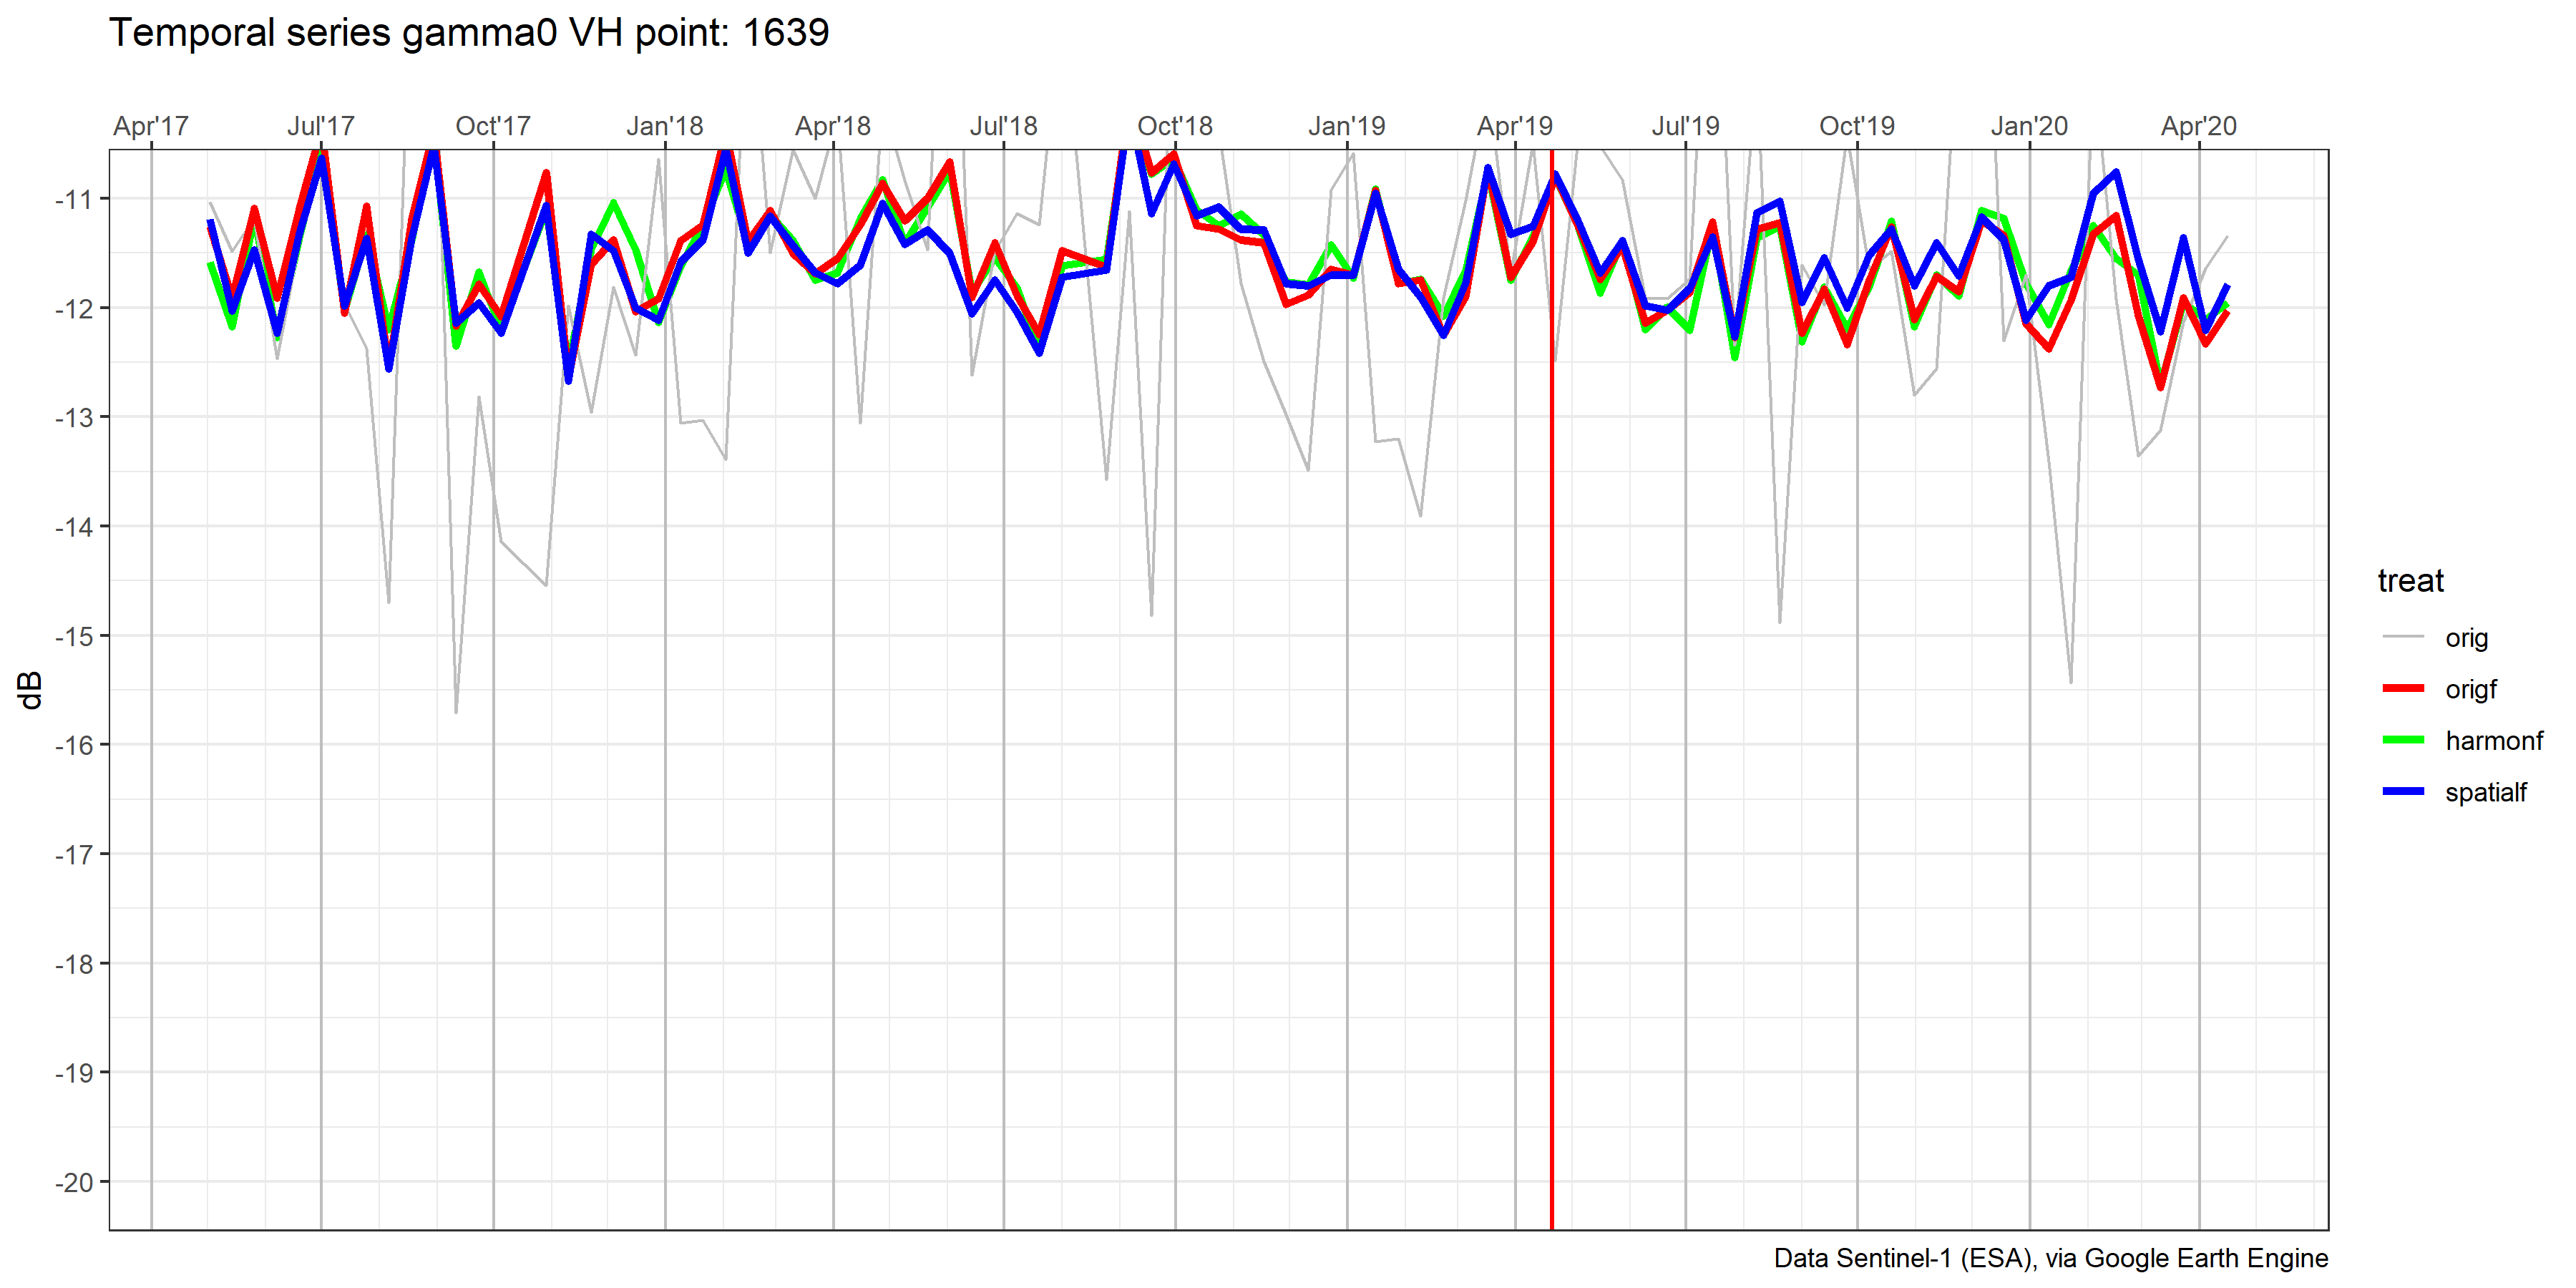 Temporal series gamma0 VH point: 1639
Apr'17 Jul'17 Oct'17 Jan'18 Apr'18 Jul'18 Oct'18 Jan'19 Apr'19 Jul'19 Oct'19 Jan'20 Apr'20
-11
-12
-13
-14
-15
-16
-17
-18
-19
-20
dB
treat
orig
origf
harmonf
spatialf
Data Sentinel-1 (ESA), via Google Earth Engine